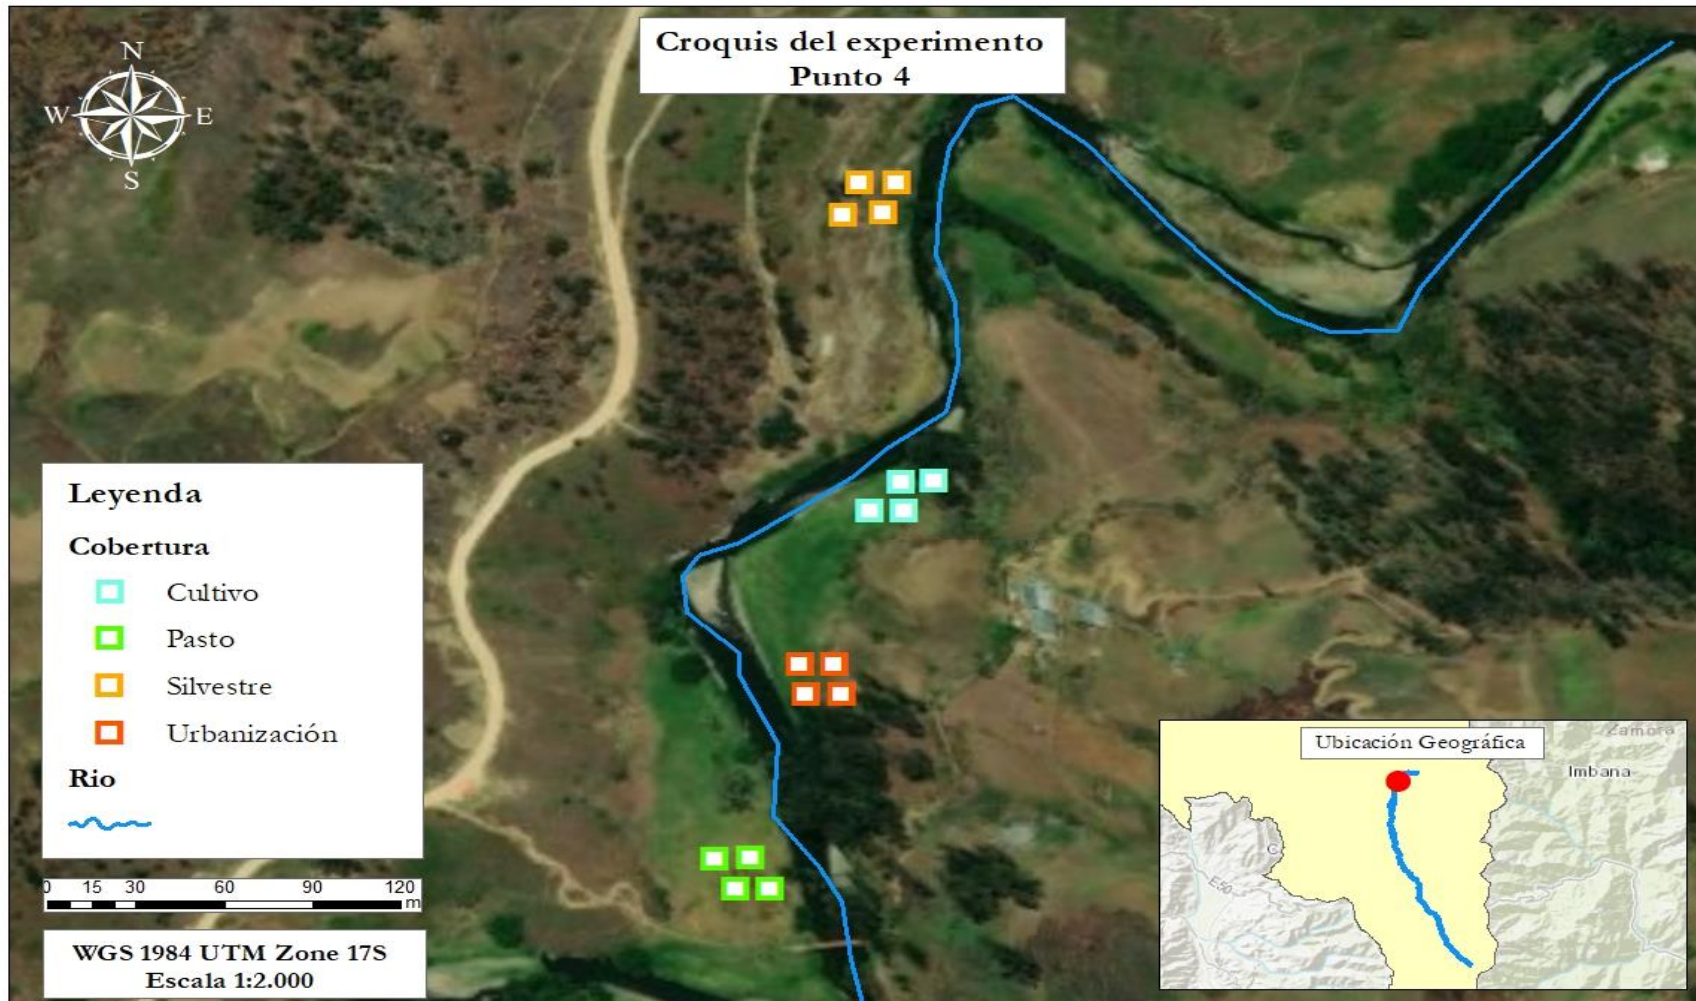 Croquis del experimento
Punto 4
N
W E
S
Leyenda
Cobertura
Cultivo
Pasto
Silvestre
Urbanización
Rio
0 15 30 60 90 120
m
WGS 1984 UTM Zone 17S
Escala 1:2.000
Ubicación Geográfica
Zamora
Imbana
C
E50